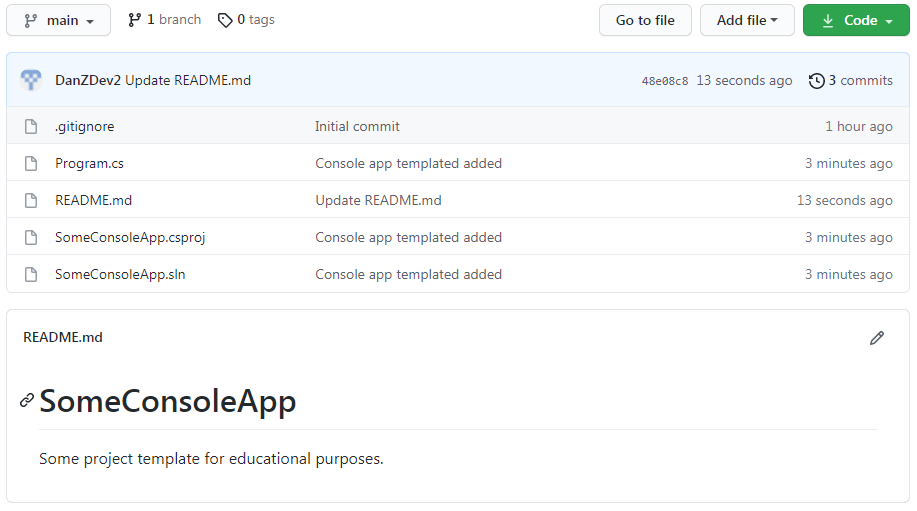 main 1 branch 0 tags Go to file Add file Code
DanZDev2 Update README.md 48e08c8 13 seconds ago 3 commits
.gitignore Initial commit 1 hour ago
Program.cs Console app templated added 3 minutes ago
README.md Update README.md 13 seconds ago
SomeConsoleApp.csproj Console app templated added 3 minutes ago
SomeConsoleApp.sln Console app templated added 3 minutes ago
README.md
SomeConsoleApp
Some project template for educational purposes.